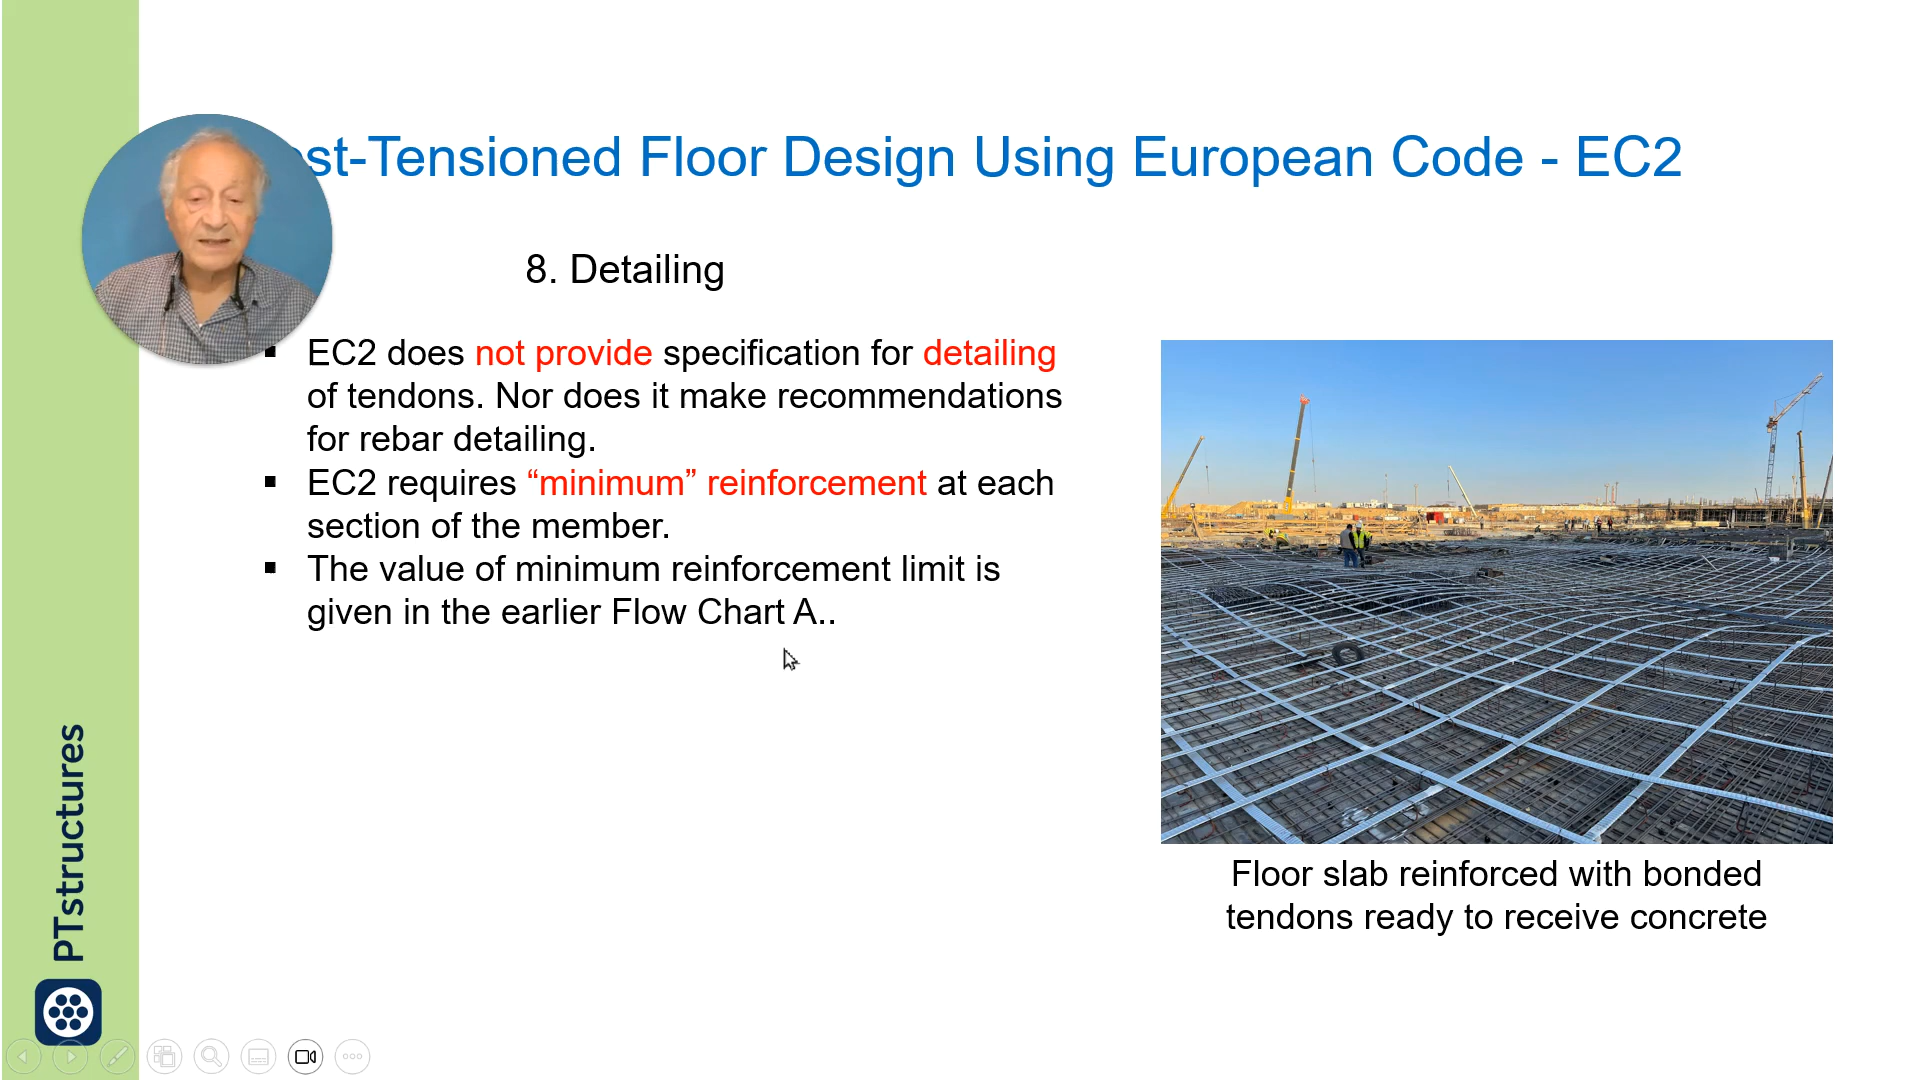 st-Tensioned Floor Design Using European Code - EC2
8. Detailing
▪ EC2 does not provide specification for detailing
of tendons. Nor does it make recommendations
for rebar detailing.
▪ EC2 requires “minimum” reinforcement at each
section of the member.
▪ The value of minimum reinforcement limit is
given in the earlier Flow Chart A..
Floor slab reinforced with bonded
tendons ready to receive concrete
PTstructures